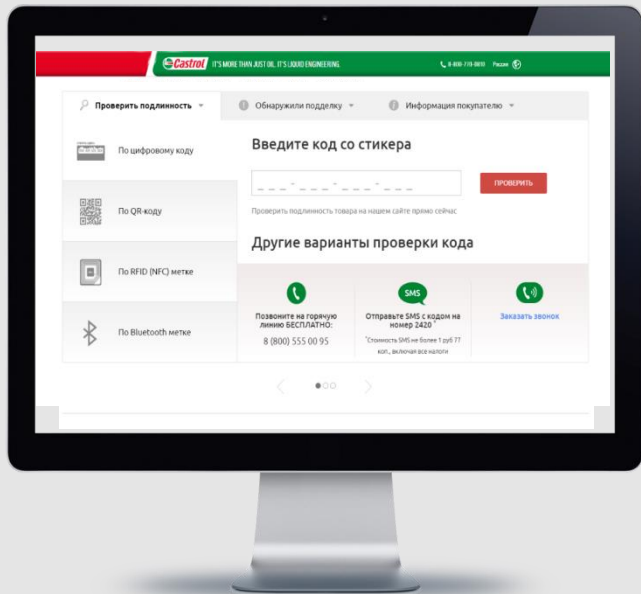 Castrol IT'S MORE THAN JUST OIL. IT'S LIQUID ENGINEERING.
8-800-770-0010 Россия
Проверить подлинность
Обнаружили подделку
Информация покупателю
По цифровому коду
По QR-коду
По RFID (NFC) метке
По Bluetooth метке
Введите код со стикера
_ _ _ - _ _ _ - _ _ _ - _ _ _
ПРОВЕРИТЬ
Проверить подлинность товара на нашем сайте прямо сейчас
Другие варианты проверки кода
Позвоните на горячую
линию БЕСПЛАТНО:
8 (800) 555 00 95
SMS
Отправьте SMS с кодом на
номер 2420 *
*Стоимость SMS не более 1 руб 77
коп., включая все налоги
Заказать звонок